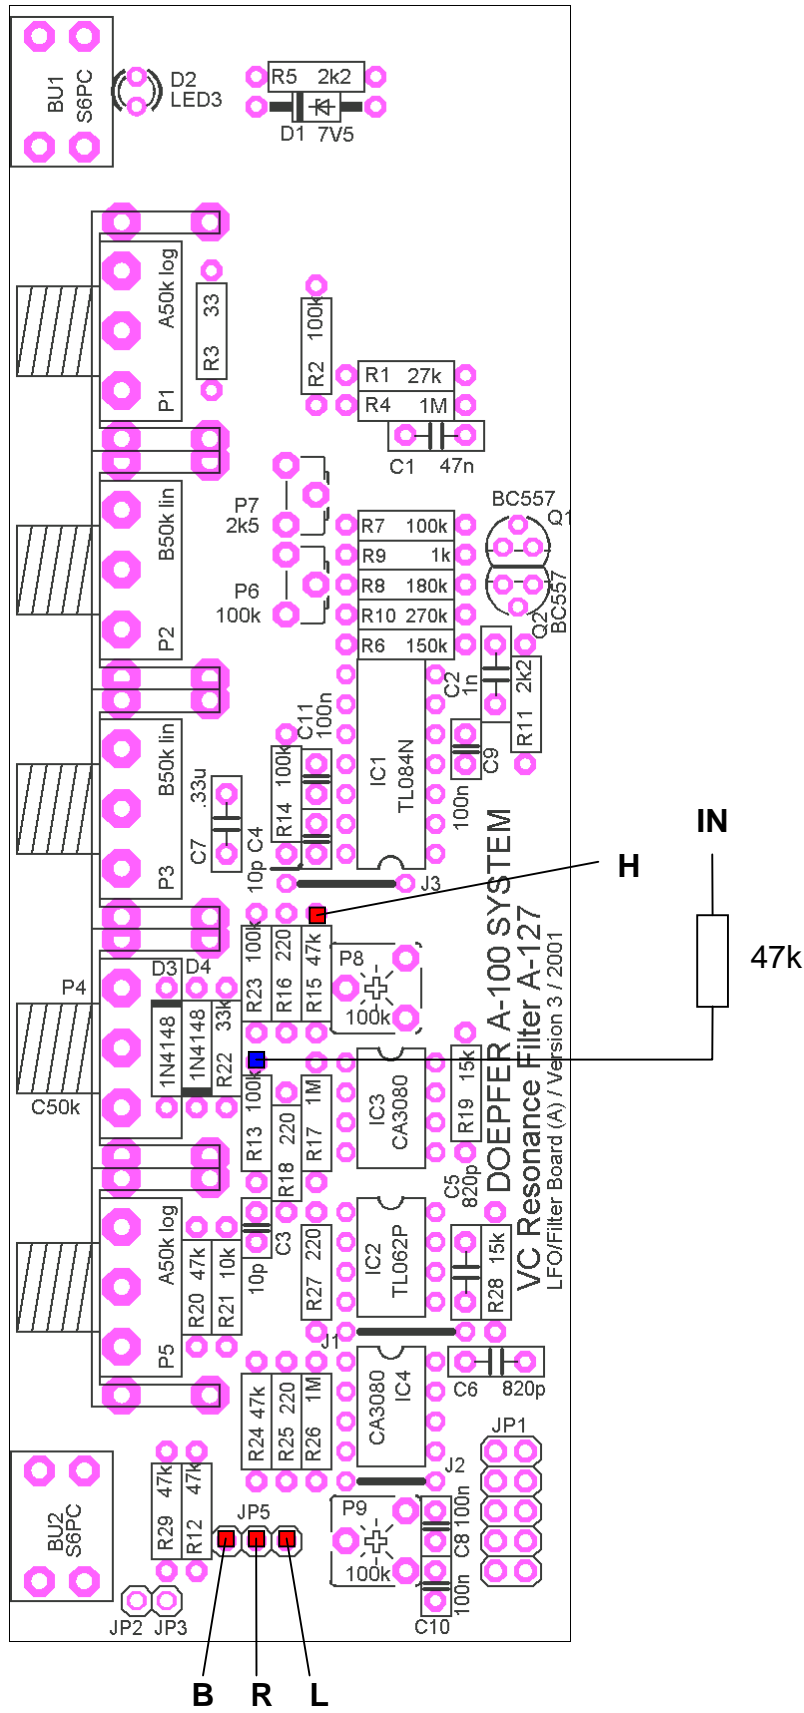 BU1
S6PC
D2
LED3
R5 2k2
D1 7V5
A50k log
P1
R3 33
R2 100k
R1 27k
R4 1M
C1 47n
B50k lin
P2
P7
2k5
P6
100k
BC557
Q1
R7 100k
R9 1k
R8 180k
R10 270k
R6 150k
Q2
BC557
C2
1n
R11 2k2
C11
100n
B50k lin
P3
.33u
C7
R14 100k
10p C4
IC1
TL084N
C9
100n
J3
IN
H
47k
DOEPFER A-100 SYSTEM
VC Resonance Filter A-127
LFO/Filter Board (A) / Version 3 / 2001
R23 100k
R16 220
R15 47k
P8
100k
P4
C50k
D3
D4
1N4148
1N4148
R22 33k
R13 100k
R18 220
R17 1M
IC3
CA3080
R19 15k
C5
820p
A50k log
P5
R20 47k
R21 10k
10p
C3
R27 220
IC2
TL062P
R28 15k
J1
C6 820p
R24 47k
R25 220
R26 1M
CA3080
IC4
J2
JP1
BU2
S6PC
R29 47k
R12 47k
JP5
P9
100k
C8 100n
100n
C10
JP2 JP3
B R L